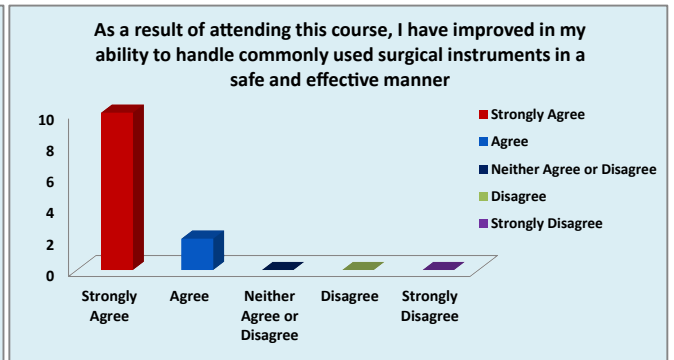 As a result of attending this course, I have improved in my
ability to handle commonly used surgical instruments in a
safe and effective manner
10
8
6
4
2
0
Strongly Agree
Agree
Neither Agree or Disagree
Disagree
Strongly Disagree
Strongly Agree
Agree
Neither Agree or Disagree
Disagree
Strongly Disagree